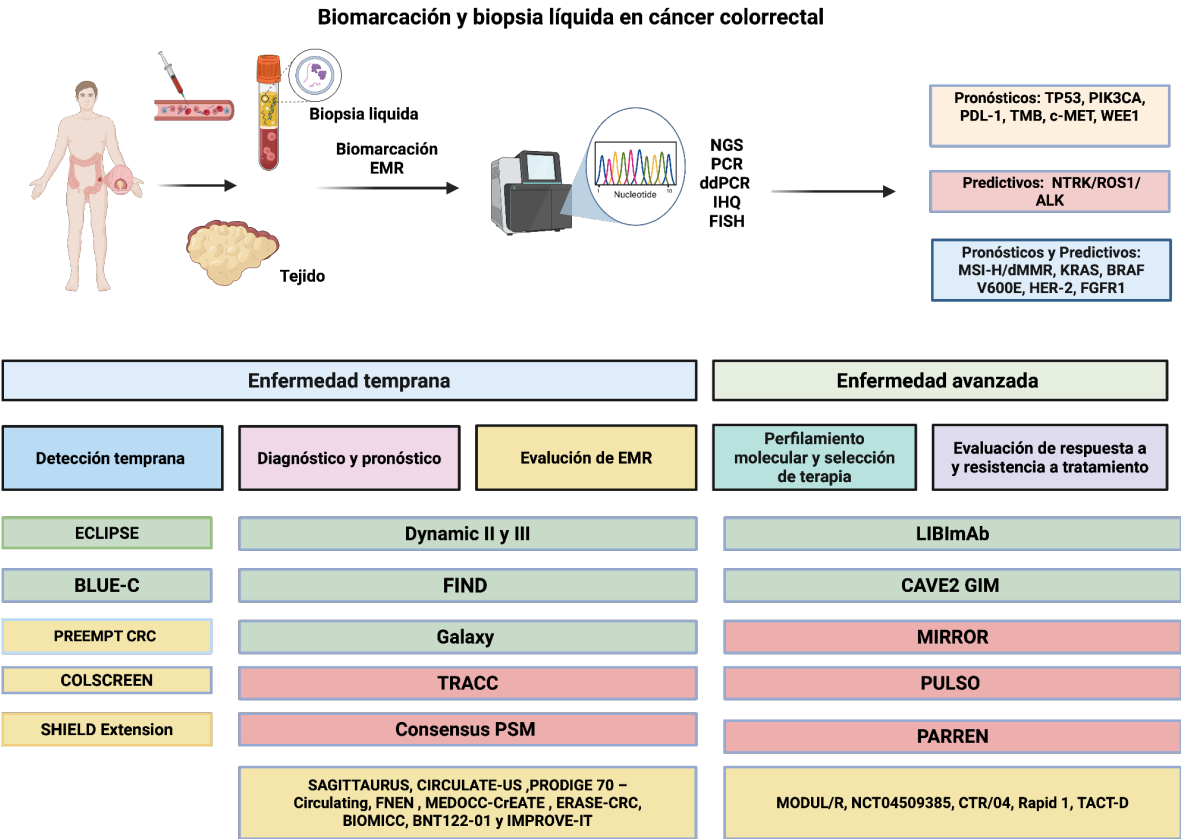 Biomarcación y biopsia líquida en cáncer colorrectal
Biopsia liquida
Biomarcación
EMR
Tejido
1
10
Nucleotide
NGS
PCR
ddPCR
IHQ
FISH
Pronósticos: TP53, PIK3CA,
PDL-1, TMB, c-MET, WEE1
Predictivos: NTRK/ROS1/
ALK
Pronósticos y Predictivos:
MSI-H/dMMR, KRAS, BRAF
V600E, HER-2, FGFR1
Enfermedad temprana
Enfermedad avanzada
Detección temprana
Diagnóstico y pronóstico
Evalución de EMR
Perfilamiento
molecular y selección
de terapia
Evaluación de respuesta a
y resistencia a tratamiento
ECLIPSE
Dynamic II y III
LIBImAb
BLUE-C
FIND
CAVE2 GIM
PREEMPT CRC
Galaxy
MIRROR
COLSCREEN
TRACC
PULSO
SHIELD Extension
Consensus PSM
PARREN
SAGITTAURUS, CIRCULATE-US ,PRODIGE 70 –
Circulating, FNEN , MEDOCC-CrEATE , ERASE-CRC,
BIOMICC, BNT122-01 y IMPROVE-IT
MODUL/R, NCT04509385, CTR/04, Rapid 1, TACT-D